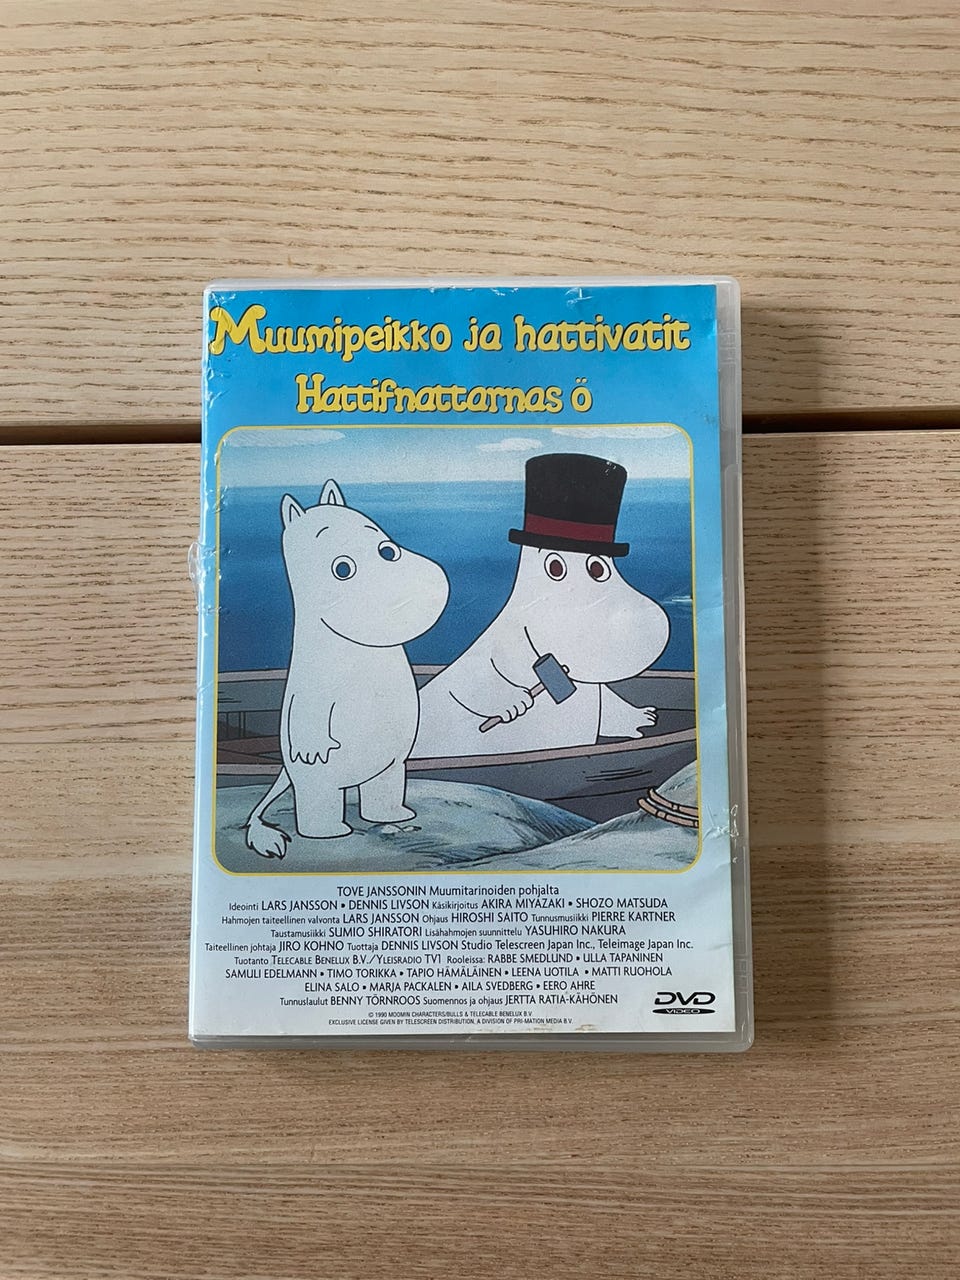 Muumipeikko ja hattivatit
Hattifnattarnas ö
TOVE JANSSONIN Muumitarinoiden pohjalta
Ideointi LARS JANSSON • DENNIS LIVSON Käsikirjoitus AKIRA MIYAZAKI • SHOZO MATSUDA
Hahmojen taiteellinen valvonta LARS JANSSON Ohjaus HIROSHI SAITO Tunnusmusiikki PIERRE KARTNER
Taustamusiikki SUMIO SHIRATORI Lisähahmojen suunnittelu YASUHIRO NAKURA
Taiteellinen johtaja JIRO KOHNO Tuottaja DENNIS LIVSON Studio Telescreen Japan Inc., Teleimage Japan Inc.
Tuotanto TELECABLE BENELUX B.V./YLEISRADIO TV1 Rooleissa: RABBE SMEDLUND • ULLA TAPANINEN
SAMULI EDELMANN • TIMO TORIKKA • TAPIO HÄMÄLÄINEN • LEENA UOTILA • MATTI RUOHOLA
ELINA SALO • MARJA PACKALEN • AILA SVEDBERG • EERO AHRE
Tunnuslaulut BENNY TÖRNROOS Suomennos ja ohjaus JERTTA RATIA-KÄHÖNEN
© 1990 MOOMIN CHARACTERS/BULLS & TELECABLE BENELUX B.V.
EXCLUSIVE LICENSE GIVEN BY TELESCREEN DISTRIBUTION, A DIVISION OF PRI-MATION MEDIA B.V.
DVD
VIDEO